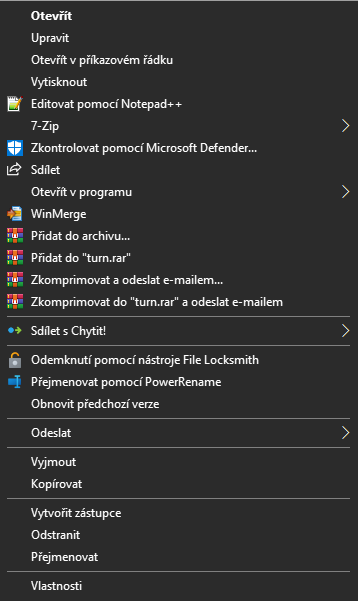 Otevřít
Upravit
Otevřít v příkazovém řádku
Vytisknout
Editovat pomocí Notepad++
7-Zip
Zkontrolovat pomocí Microsoft Defender...
Sdílet
Otevřít v programu
WinMerge
Přidat do archivu...
Přidat do "turn.rar"
Zkomprimovat a odeslat e-mailem...
Zkomprimovat do "turn.rar" a odeslat e-mailem
Sdílet s Chytit!
Odemknutí pomocí nástroje File Locksmith
Přejmenovat pomocí PowerRename
Obnovit předchozí verze
Odeslat
Vyjmout
Kopírovat
Vytvořit zástupce
Odstranit
Přejmenovat
Vlastnosti